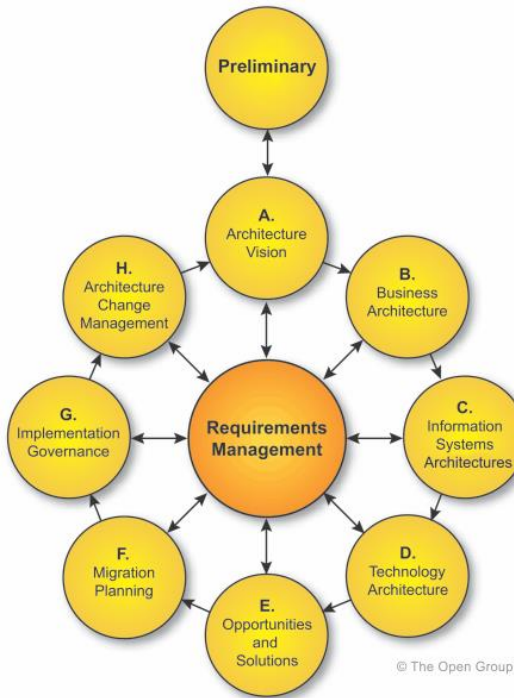 Preliminary
A.
Architecture
Vision
B.
Business
Architecture
C.
Information
Systems
Architectures
D.
Technology
Architecture
E.
Opportunities
and
Solutions
F.
Migration
Planning
G.
Implementation
Governance
H.
Architecture
Change
Management
Requirements
Management
© The Open Group